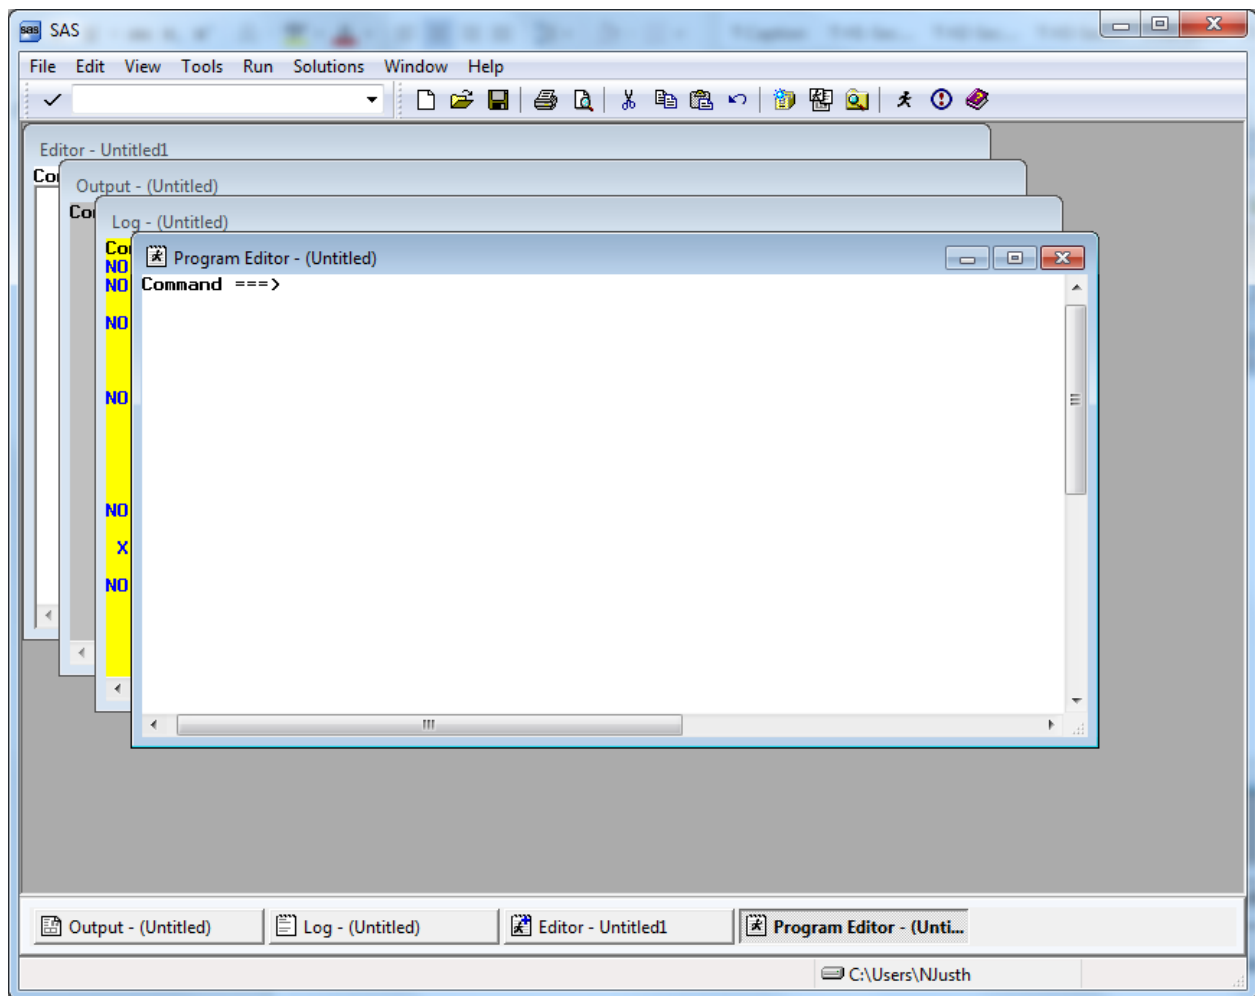 SAS
File Edit View Tools Run Solutions Window Help
Editor - Untitled1
Output - (Untitled)
Log - (Untitled)
NO
Program Editor - (Untitled)
NO
Command ===>
NO
NO
NO
X
NO
Output - (Untitled)
Log - (Untitled)
Editor - Untitled1
Program Editor - (Unti...
C:\Users\NJusth